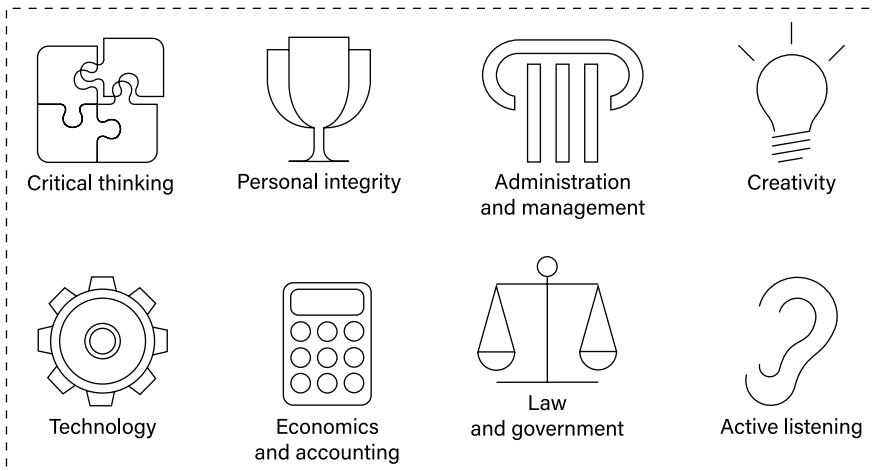 Critical thinking
Personal integrity
Administration
and management
Creativity
Technology
Economics
and accounting
Law
and government
Active listening